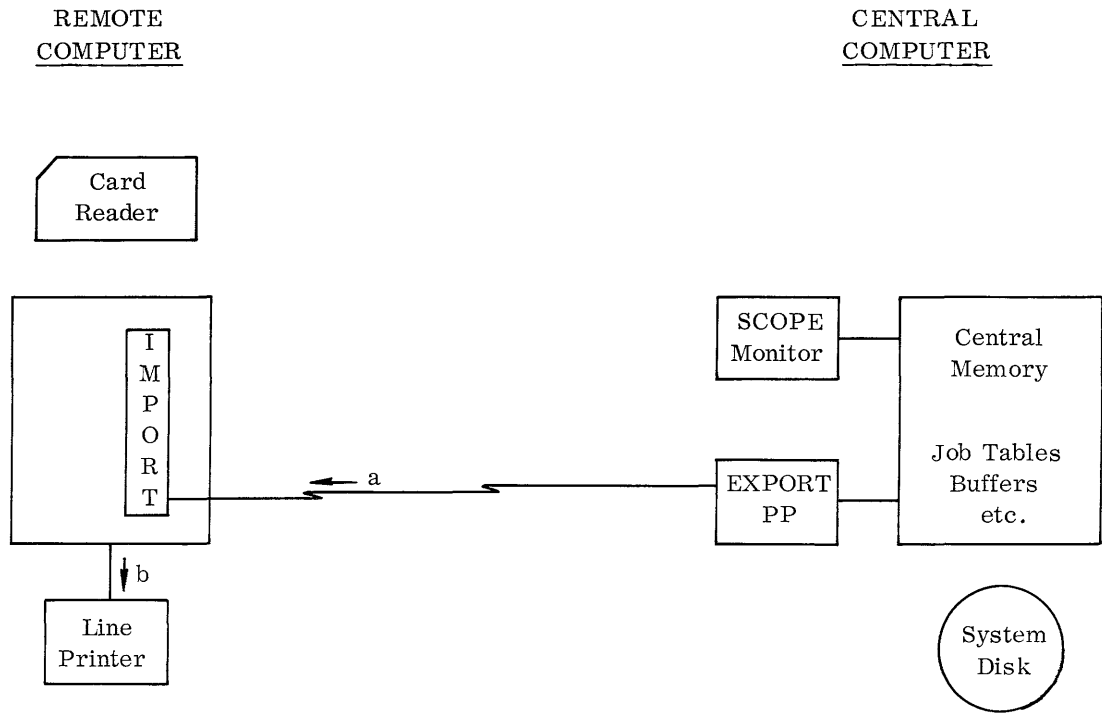 REMOTE
COMPUTER
CENTRAL
COMPUTER
Card
Reader
IMPORT
SCOPE
Monitor
Central
Memory
a
EXPORT
PP
Job Tables
Buffers
etc.
b
Line
Printer
System
Disk